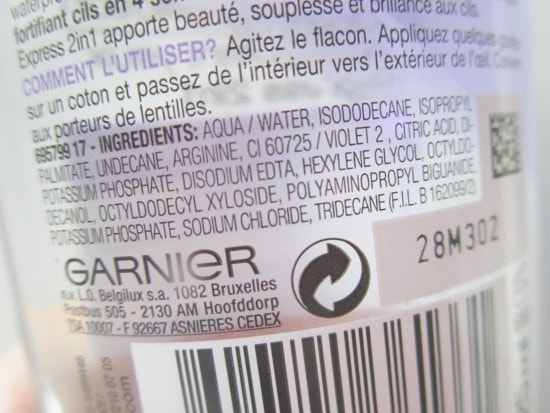 fortifiant cils en 4
Express 2in1 apporte beauté, souplesse et brillance aux cils.
COMMENT L'UTILISER? Agitez le flacon. Appliquez quelques
sur un coton et passez de l'intérieur vers l'extérieur de l'œil.
aux porteurs de lentilles.
69579917 - INGREDIENTS: AQUA / WATER, ISODODECANE, ISOPROPYL
PALMITATE, UNDECANE, ARGININE, CI 60725 / VIOLET 2 , CITRIC ACID, DI-
POTASSIUM PHOSPHATE, DISODIUM EDTA, HEXYLENE GLYCOL, OCTYLDO-
DECANOL, OCTYLDODECYL XYLOSIDE, POLYAMINOPROPYL BIGUANIDE,
POTASSIUM PHOSPHATE, SODIUM CHLORIDE, TRIDECANE (F.I.L. B 162099/2)
28M302
GARNIER
n.v. L.O. Belgilux s.a. 1082 Bruxelles
Postbus 505 - 2130 AM Hoofddorp
TSA 10007 - F 92667 ASNIERES CEDEX